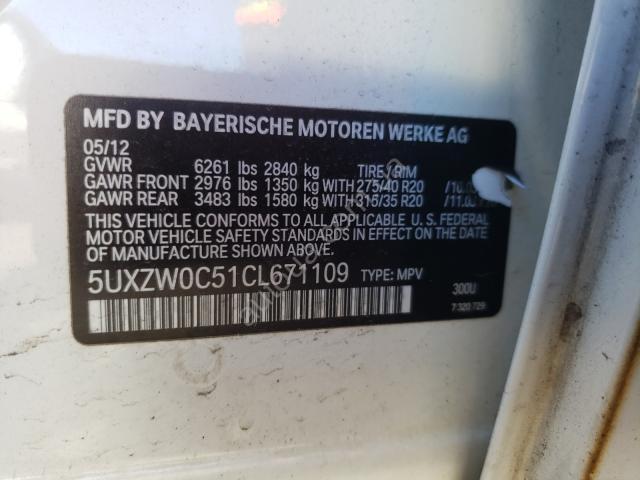 MFD BY BAYERISCHE MOTOREN WERKE AG
05/12
GVWR 6261 lbs 2840 kg TIRE/RIM
GAWR FRONT 2976 lbs 1350 kg WITH 275/40 R20
GAWR REAR 3483 lbs 1580 kg WITH 315/35 R20
THIS VEHICLE CONFORMS TO ALL APPLICABLE U. S. FEDERAL
MOTOR VEHICLE SAFETY STANDARDS IN EFFECT ON THE DATE
OF MANUFACTURE SHOWN ABOVE.
5UXZW0C51CL671109 TYPE: MPV 300U
7 320 729